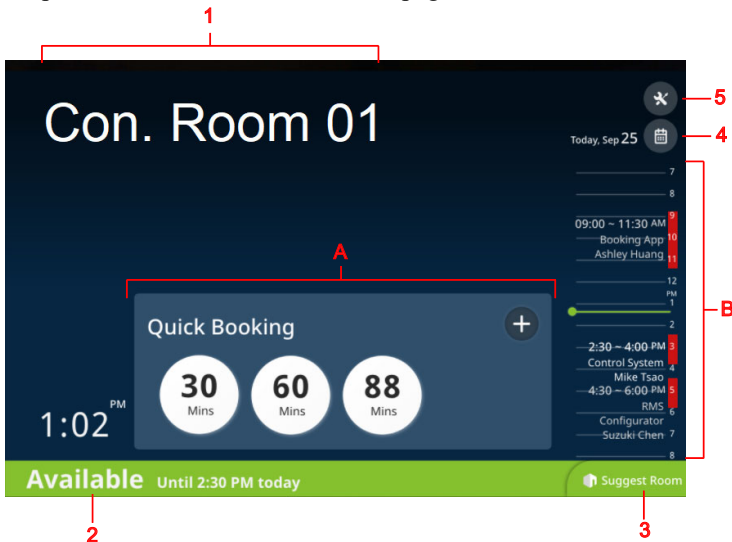 1
Con. Room 01
5
Today, Sep 25
4
7
8
9
09:00 ~ 11:30 AM
Booking App 10
Ashley Huang 11
A
12
PM
1
B
Quick Booking
+
2
2:30 ~ 4:00 PM 3
Control System
4
Mike Tsao
4:30 ~ 6:00 PM 5
RMS
6
Configurator
Suzuki Chen 7
8
30
Mins
60
Mins
88
Mins
1:02 PM
Available Until 2:30 PM today
Suggest Room
2
3